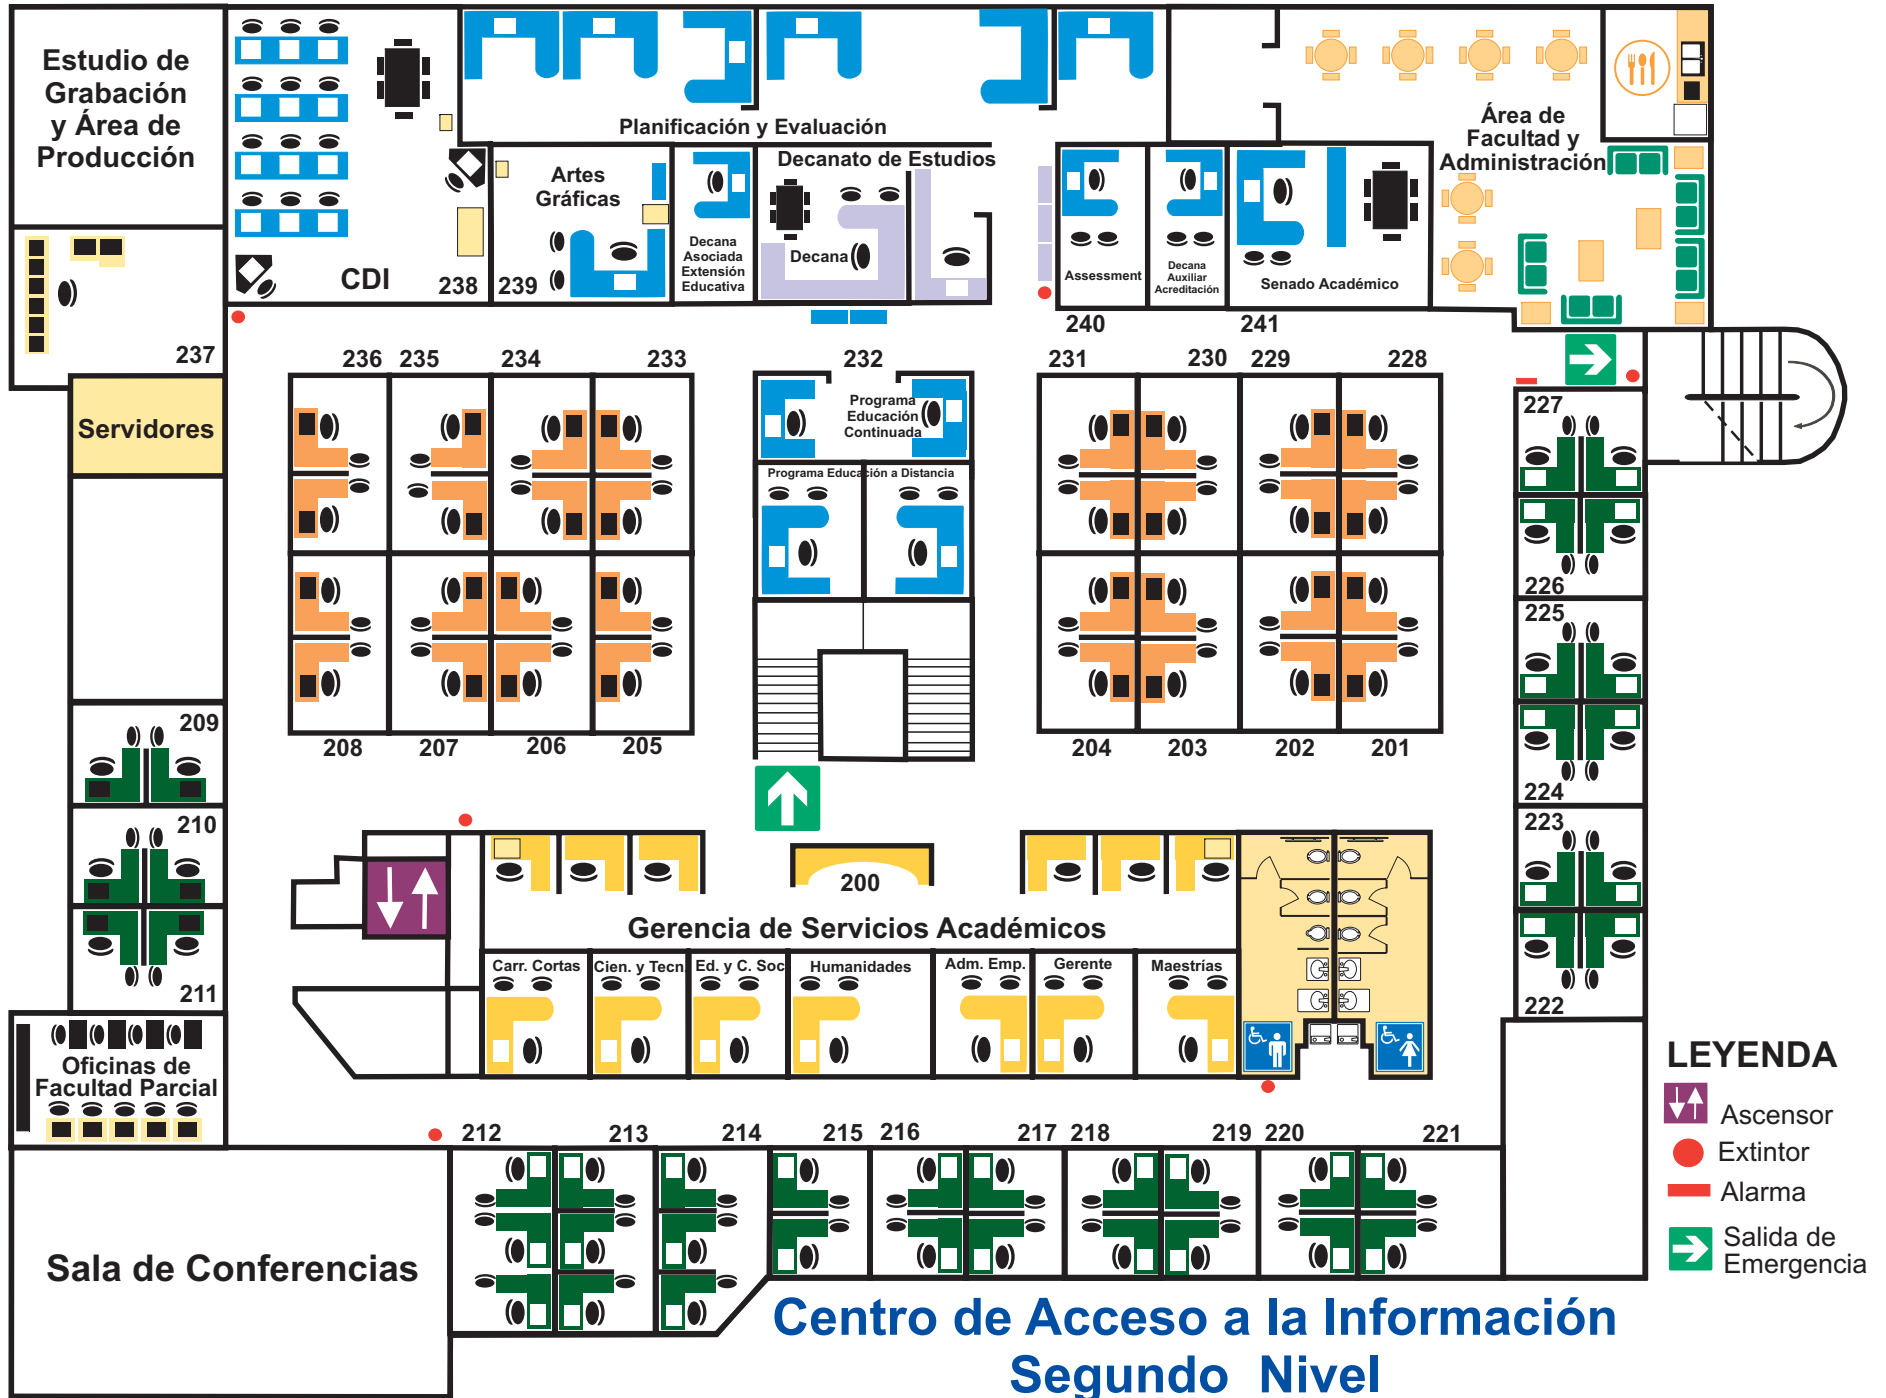 Estudio de
Grabación
y Área de
Producción
CDI
238
239
Artes
Gráficas
Planificación y Evaluación
Decana
Asociada
Extensión
Educativa
Decanato de Estudios
Decana
Assessment
Decana
Auxiliar
Acreditación
Senado Académico
Área de
Facultad y
Administración
240
241
237
Servidores
236
235
234
233
232
231
230
229
228
227
Programa
Educación
Continuada
Programa Educación a Distancia
226
225
224
223
222
209
210
211
208
207
206
205
204
203
202
201
200
Gerencia de Servicios Académicos
Carr. Cortas
Cien. y Tecn.
Ed. y C. Soc
Humanidades
Adm. Emp.
Gerente
Maestrías
Oficinas de
Facultad Parcial
212
213
214
215
216
217
218
219
220
221
Sala de Conferencias
LEYENDA
Ascensor
Extintor
Alarma
Salida de
Emergencia
Centro de Acceso a la Información
Segundo Nivel